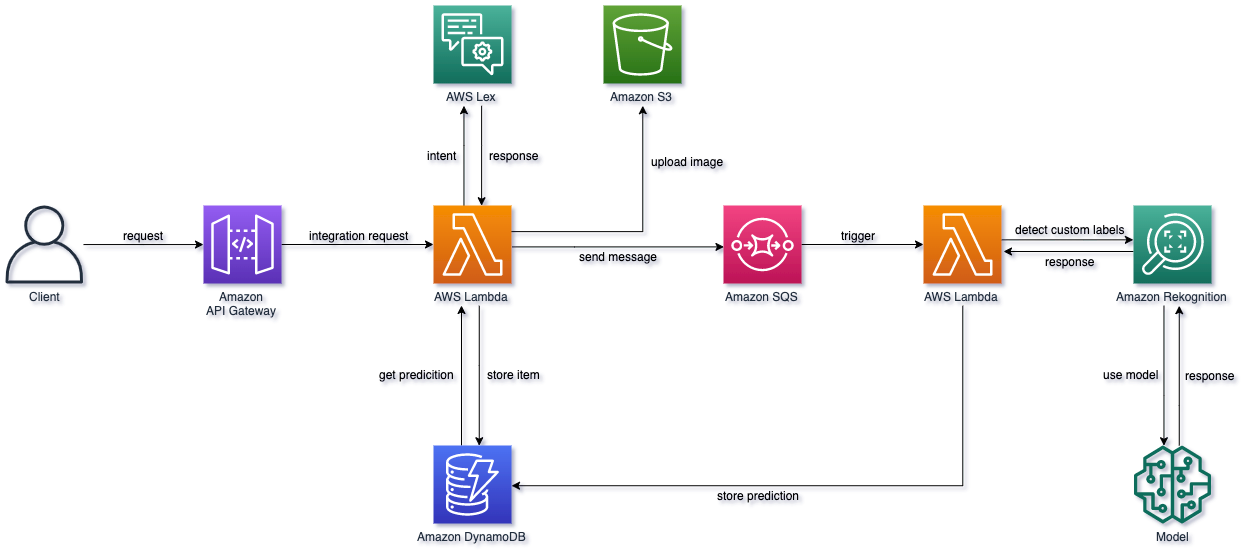 AWS Lex
Amazon S3
intent
response
upload image
request
integration request
send message
trigger
detect custom labels
response
Client
Amazon
API Gateway
AWS Lambda
Amazon SQS
AWS Lambda
Amazon Rekognition
get predicition
store item
use model
response
store prediction
Amazon DynamoDB
Model